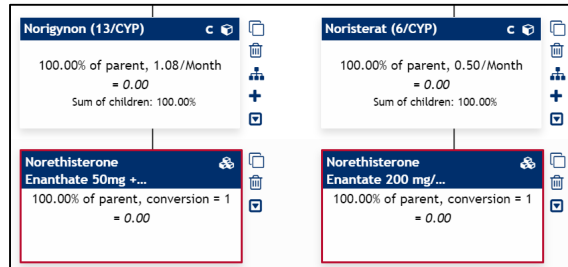 Norigynon (13/CYP) C
100.00% of parent, 1.08/Month
= 0.00
Sum of children: 100.00%
Noristerat (6/CYP) C
100.00% of parent, 0.50/Month
= 0.00
Sum of children: 100.00%
Norethisterone
Enanthate 50mg +...
100.00% of parent, conversion = 1
= 0.00
Norethisterone
Enantate 200 mg/...
100.00% of parent, conversion = 1
= 0.00